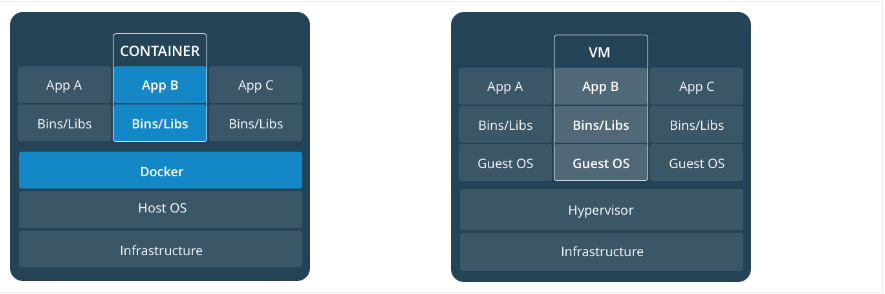 CONTAINER
App A App B App C
Bins/Libs Bins/Libs Bins/Libs
Docker
Host OS
Infrastructure
VM
App A App B App C
Bins/Libs Bins/Libs Bins/Libs
Guest OS Guest OS Guest OS
Hypervisor
Infrastructure